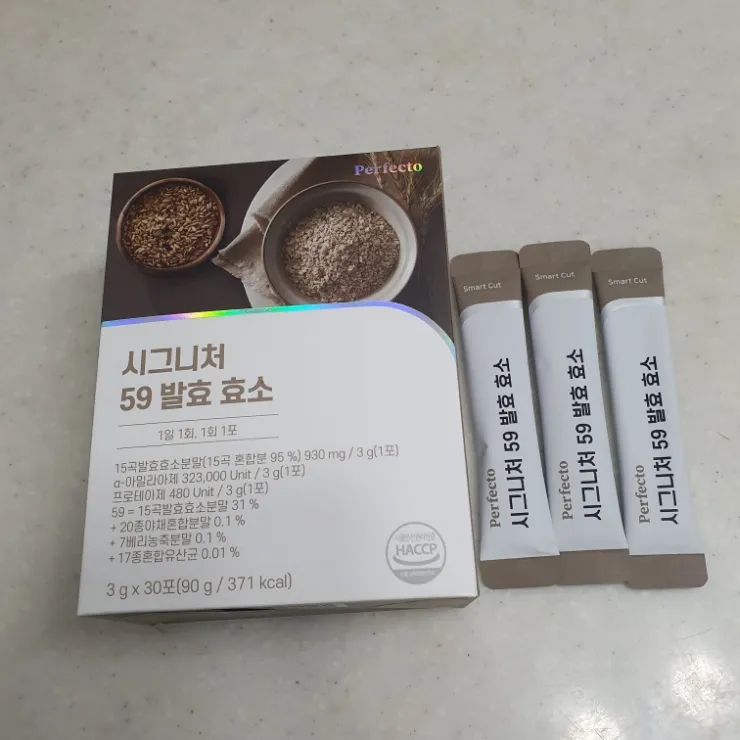 Perfecto
시그니처
59 발효 효소
1일 1회, 1회 1포
15곡발효효소분말(15곡 혼합분 95 %) 930 mg / 3 g(1포)
α-아밀라아제 323,000 Unit / 3 g(1포)
프로테아제 480 Unit / 3 g(1포)
59 = 15곡발효효소분말 31 %
+ 20종야채혼합분말 0.1 %
+ 7베리농축분말 0.1 %
+ 17종혼합유산균 0.01 %
3 g x 30포(90 g / 371 kcal)
HACCP
Smart Cut
Perfecto
시그니처 59 발효 효소
Smart Cut
Perfecto
시그니처 59 발효 효소
Smart Cut
Perfecto
시그니처 59 발효 효소